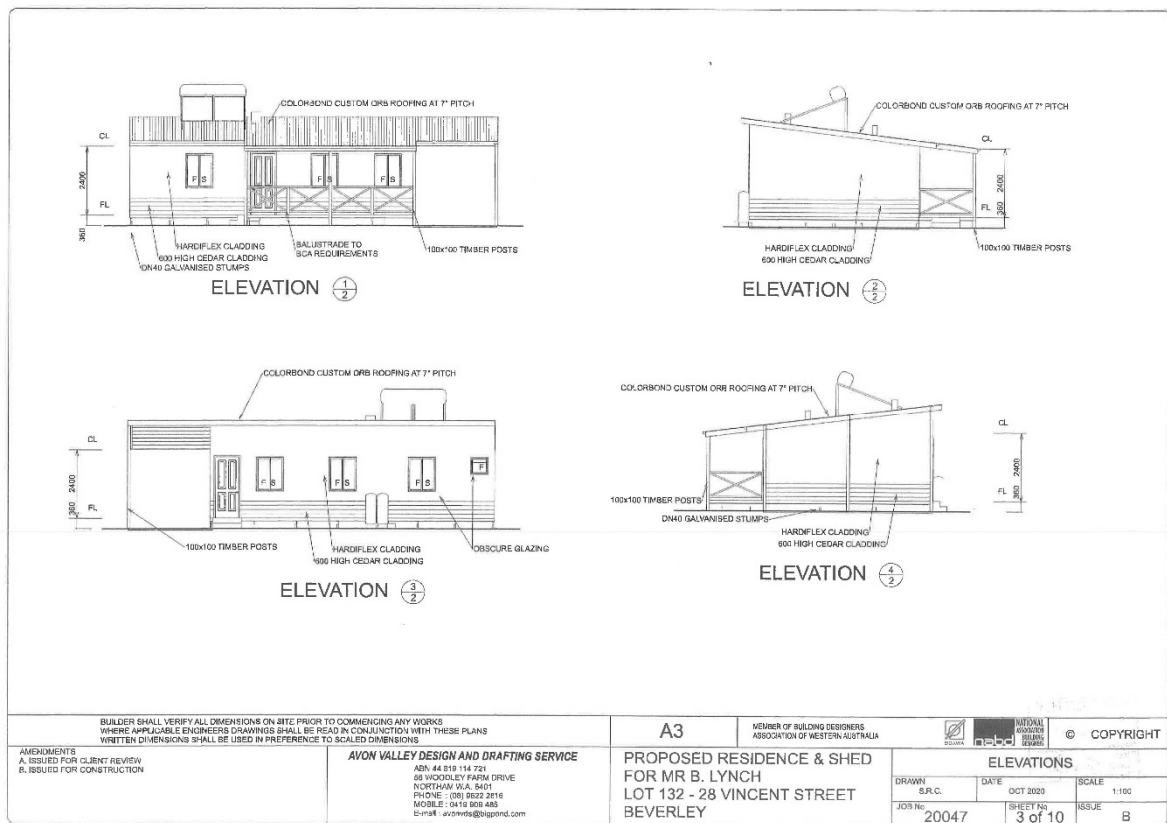 COLORBOND CUSTOM ORB ROOFING AT 7° PITCH
CL
2400
FL
360
F S
F S
F S
HARDIFLEX CLADDING
600 HIGH CEDAR CLADDING
DN40 GALVANISED STUMPS
BALUSTRADE TO
BCA REQUIREMENTS
100x100 TIMBER POSTS
ELEVATION 1
2
COLORBOND CUSTOM ORB ROOFING AT 7° PITCH
CL
2400
FL
360
HARDIFLEX CLADDING
600 HIGH CEDAR CLADDING
100x100 TIMBER POSTS
ELEVATION 2
2
COLORBOND CUSTOM ORB ROOFING AT 7° PITCH
CL
2400
FL
360
F S
F S
F S
F
100x100 TIMBER POSTS
HARDIFLEX CLADDING
600 HIGH CEDAR CLADDING
OBSCURE GLAZING
ELEVATION 3
2
COLORBOND CUSTOM ORB ROOFING AT 7° PITCH
CL
2400
FL
360
100x100 TIMBER POSTS
DN40 GALVANISED STUMPS
HARDIFLEX CLADDING
600 HIGH CEDAR CLADDING
ELEVATION 4
2
BUILDER SHALL VERIFY ALL DIMENSIONS ON SITE PRIOR TO COMMENCING ANY WORKS
WHERE APPLICABLE ENGINEERS DRAWINGS SHALL BE READ IN CONJUNCTION WITH THESE PLANS
WRITTEN DIMENSIONS SHALL BE USED IN PREFERENCE TO SCALED DIMENSIONS
AMENDMENTS
A. ISSUED FOR CLIENT REVIEW
B. ISSUED FOR CONSTRUCTION
AVON VALLEY DESIGN AND DRAFTING SERVICE
ABN 44 819 114 721
56 WOODLEY FARM DRIVE
NORTHAM W.A. 6401
PHONE : (08) 9622 2816
MOBILE : 0419 909 485
E-mail : avonvds@bigpond.com
A3
MEMBER OF BUILDING DESIGNERS
ASSOCIATION OF WESTERN AUSTRALIA
BDAWA
nabd
NATIONAL
ASSOCIATION
BUILDING
DESIGNERS
© COPYRIGHT
PROPOSED RESIDENCE & SHED
FOR MR B. LYNCH
LOT 132 - 28 VINCENT STREET
BEVERLEY
ELEVATIONS
DRAWN
S.R.C.
DATE
OCT 2020
SCALE
1:100
JOB No
20047
SHEET No
3 of 10
ISSUE
B